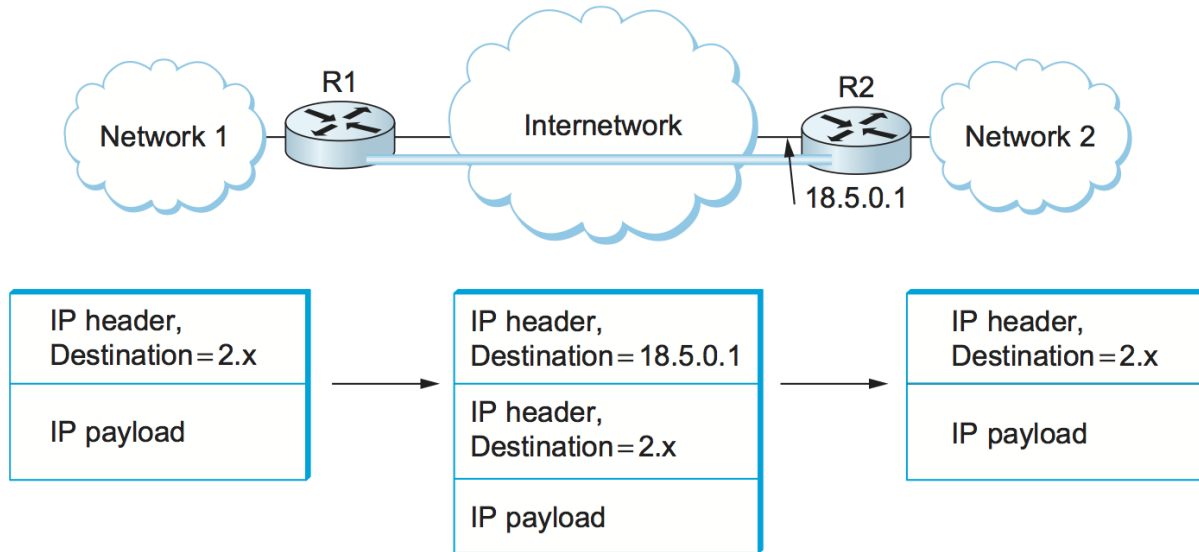 R1
R2
Network 1
Internetwork
Network 2
18.5.0.1
IP header,
Destination=2.x
IP payload
IP header,
Destination=18.5.0.1
IP header,
Destination=2.x
IP payload
IP header,
Destination=2.x
IP payload